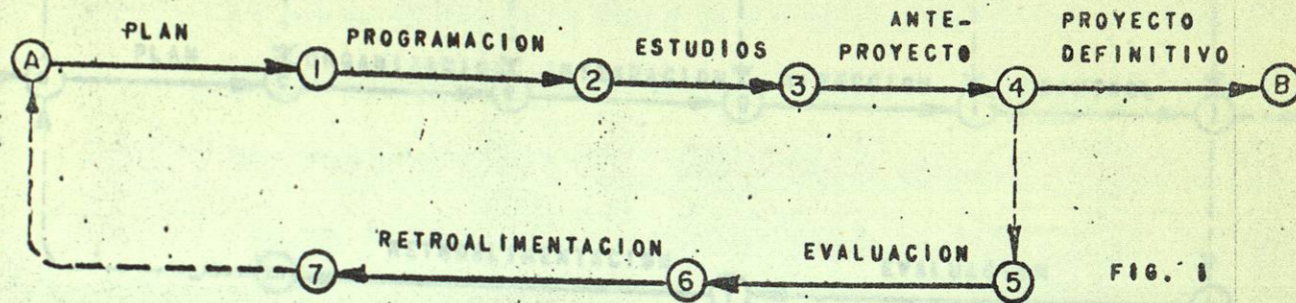 PLAN
PROGRAMACION
ESTUDIOS
ANTE-
PROYECTO
PROYECTO
DEFINITIVO
A
1
2
3
4
B
RETROALIMENTACION
EVALUACION
7
6
5
FIG. 1